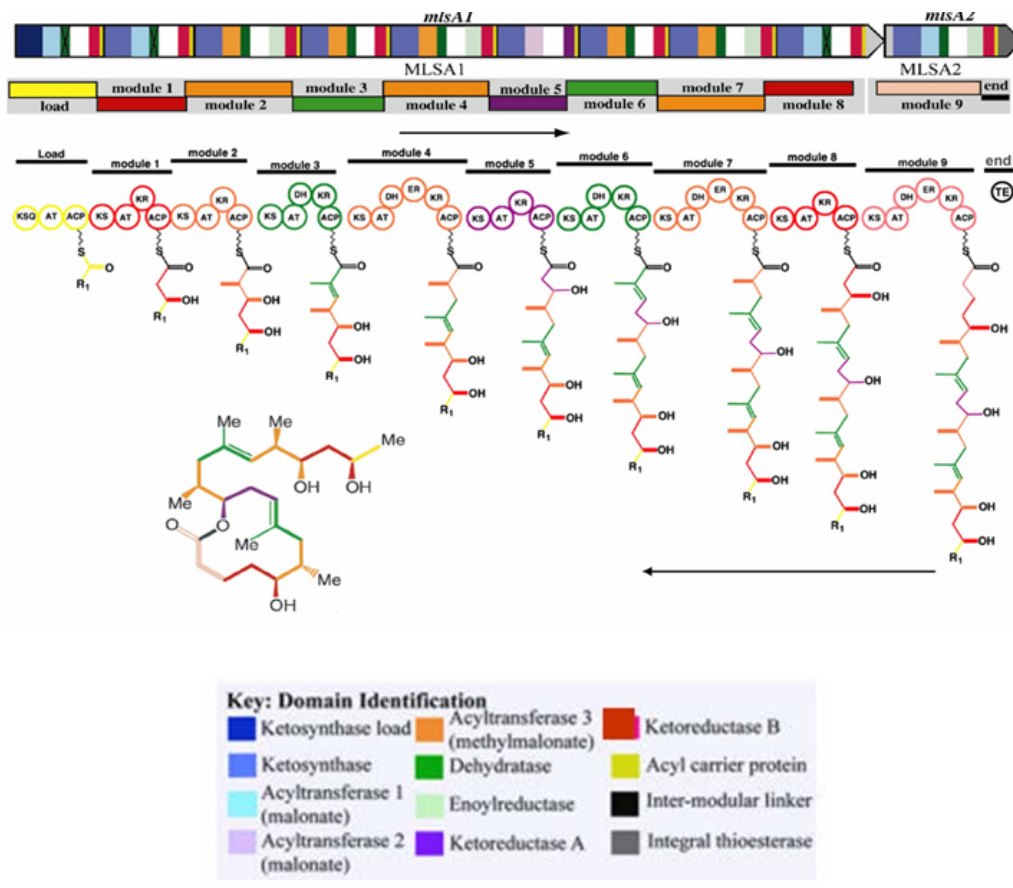 mlsA1 mlsA2
MLSA1 MLSA2
module 1 module 3 module 5 module 7 end
load module 2 module 4 module 6 module 8 module 9
Load module 1 module 2 module 3 module 4 module 5 module 6 module 7 module 8 module 9 end
DH ER DH ER DH ER TE
KR KR DH KR KR KR DH KR KR KR KR
KSQ AT ACP KS AT ACP KS AT ACP KS AT ACP KS AT ACP KS AT ACP KS AT ACP KS AT ACP KS AT ACP KS AT ACP
S S S S S S S S S S
O O O O O O O O O O
R1 OH OH OH OH
R1 OH OH OH OH
R1 OH OH OH OH
R1 OH OH OH OH
R1 OH OH OH OH
R1 OH OH OH
R1 OH OH
R1 OH
R1
R1
Me Me Me
OH OH
Me
O O
Me
Me
OH
Key: Domain Identification
Ketosynthase load
Ketosynthase
Acyltransferase 1
(malonate)
Acyltransferase 2
(malonate)
Acyltransferase 3
(methylmalonate)
Dehydratase
Enoylreductase
Ketoreductase A
Ketoreductase B
Acyl carrier protein
Inter-modular linker
Integral thioesterase